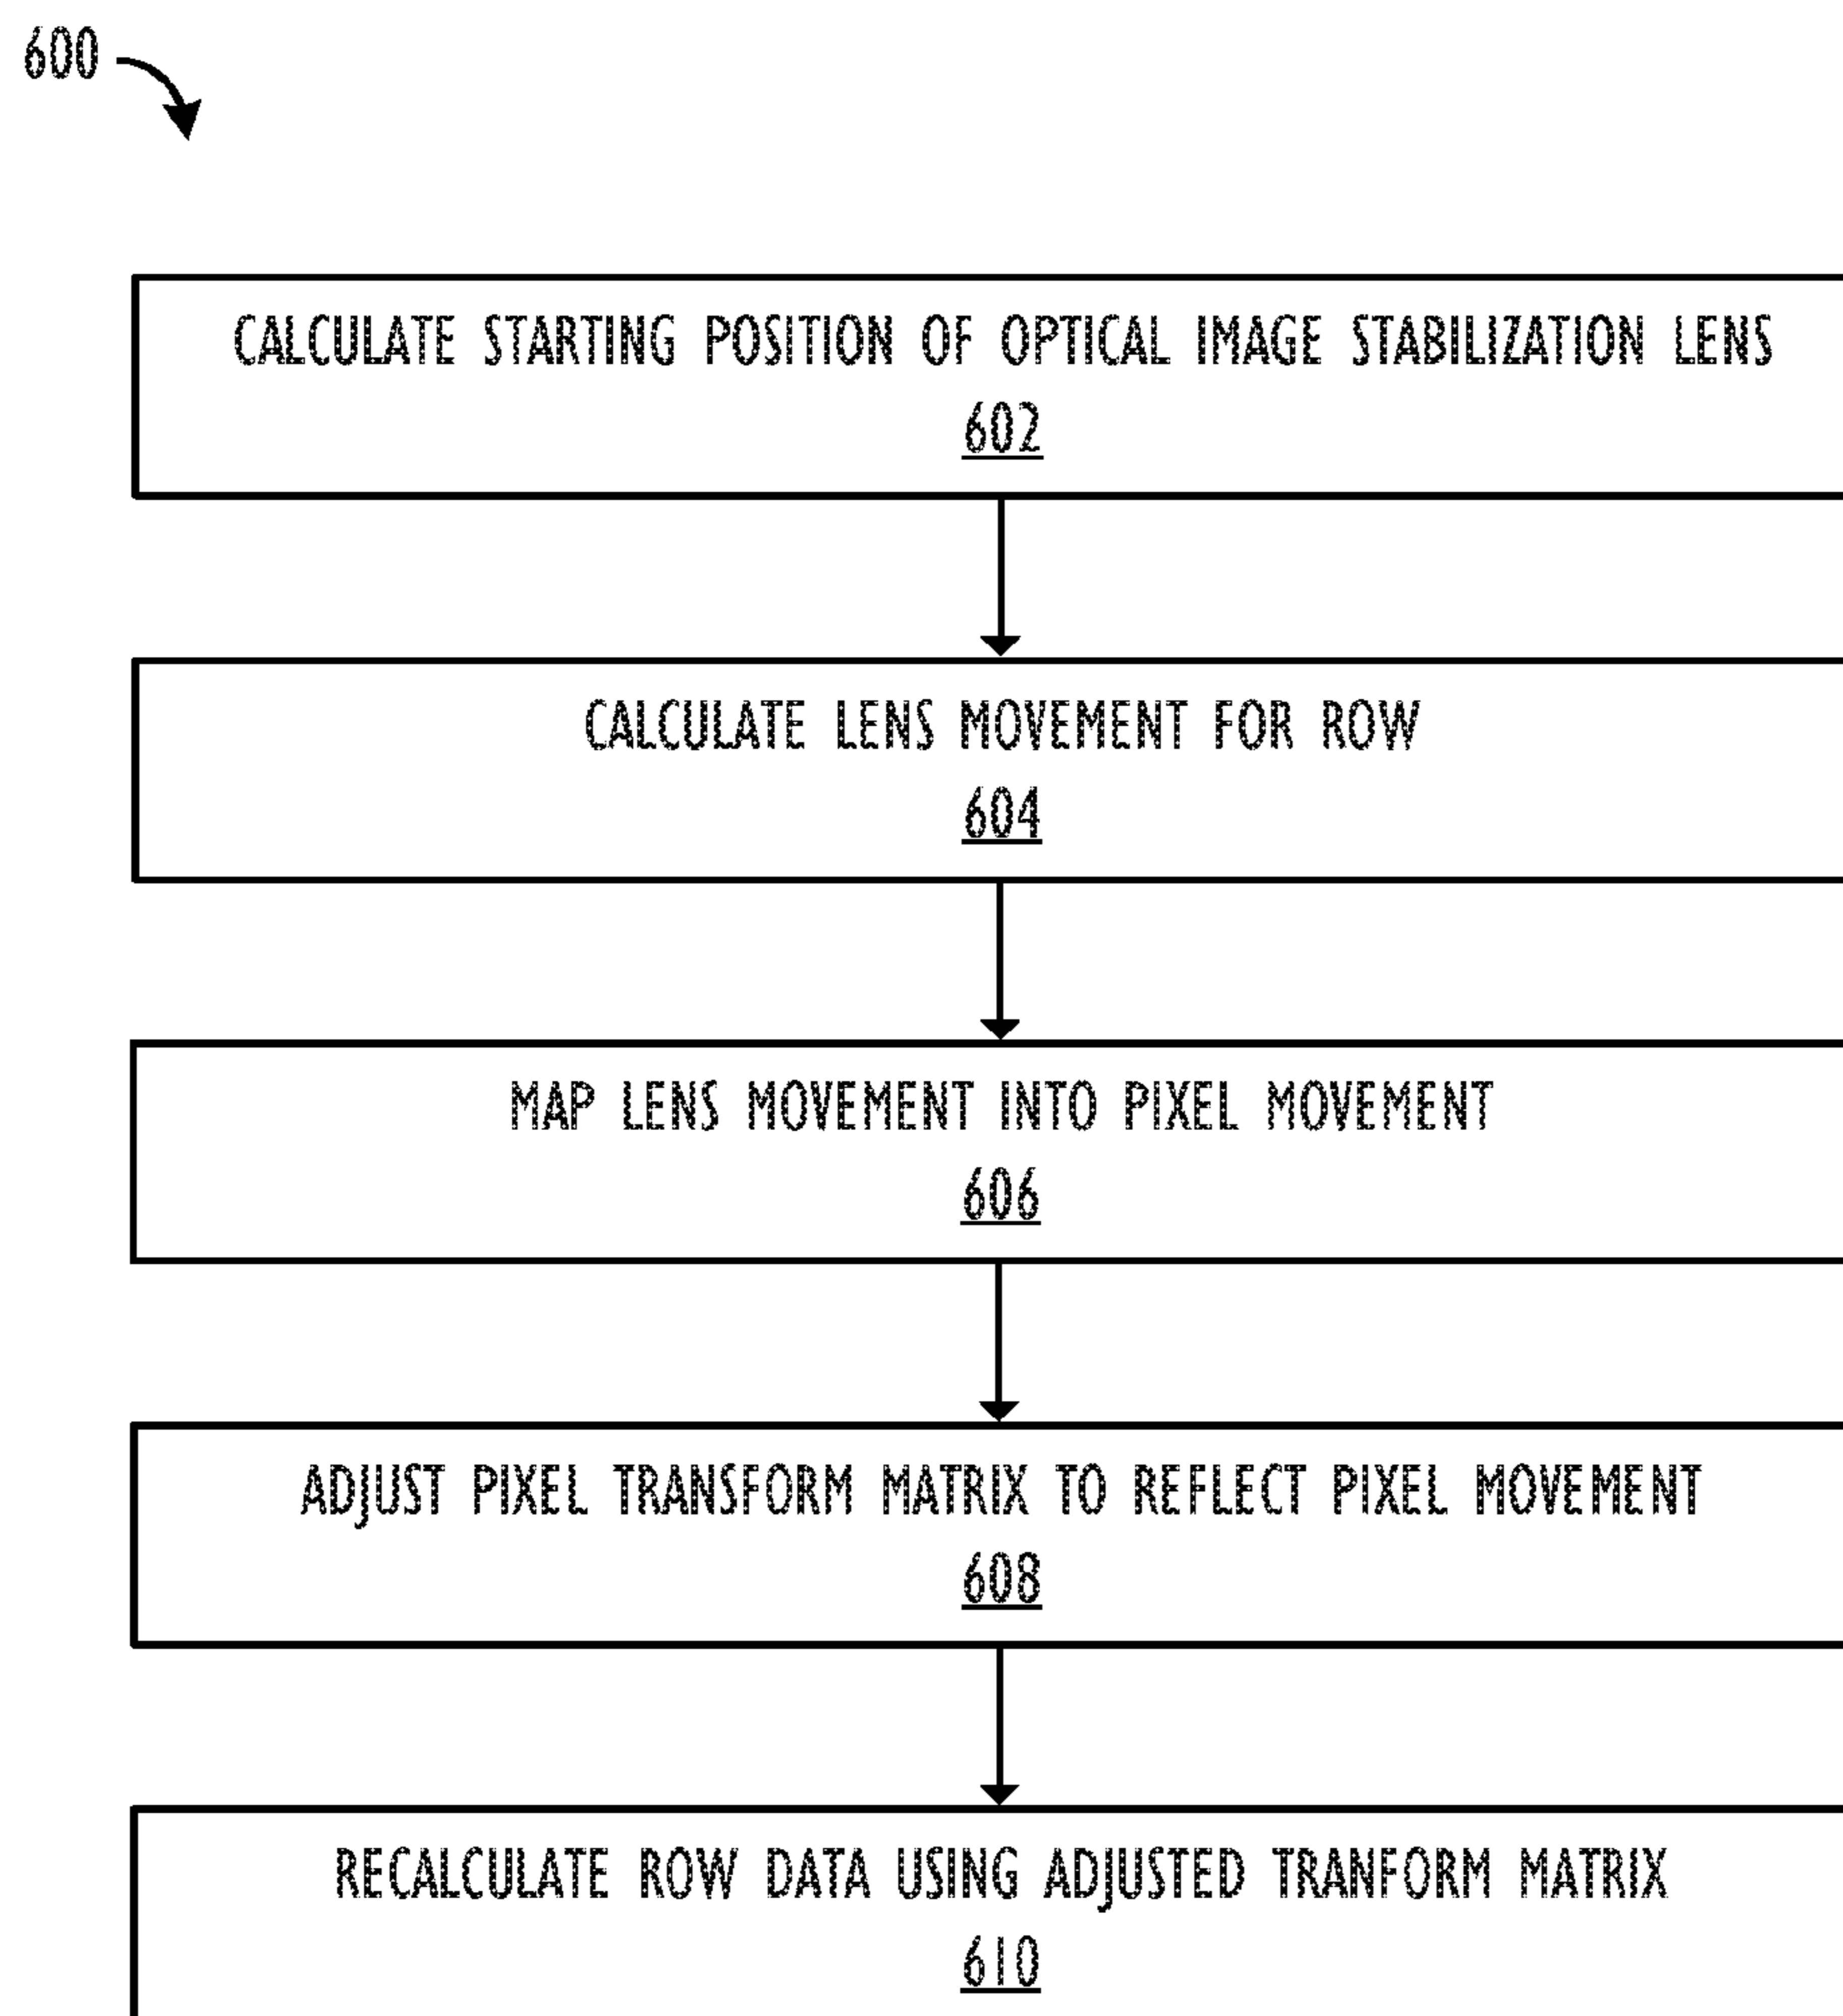 600
CALCULATE STARTING POSITION OF OPTICAL IMAGE STABILIZATION LENS
602
CALCULATE LENS MOVEMENT FOR ROW
604
MAP LENS MOVEMENT INTO PIXEL MOVEMENT
606
ADJUST PIXEL TRANSFORM MATRIX TO REFLECT PIXEL MOVEMENT
608
RECALCULATE ROW DATA USING ADJUSTED TRANFORM MATRIX
610